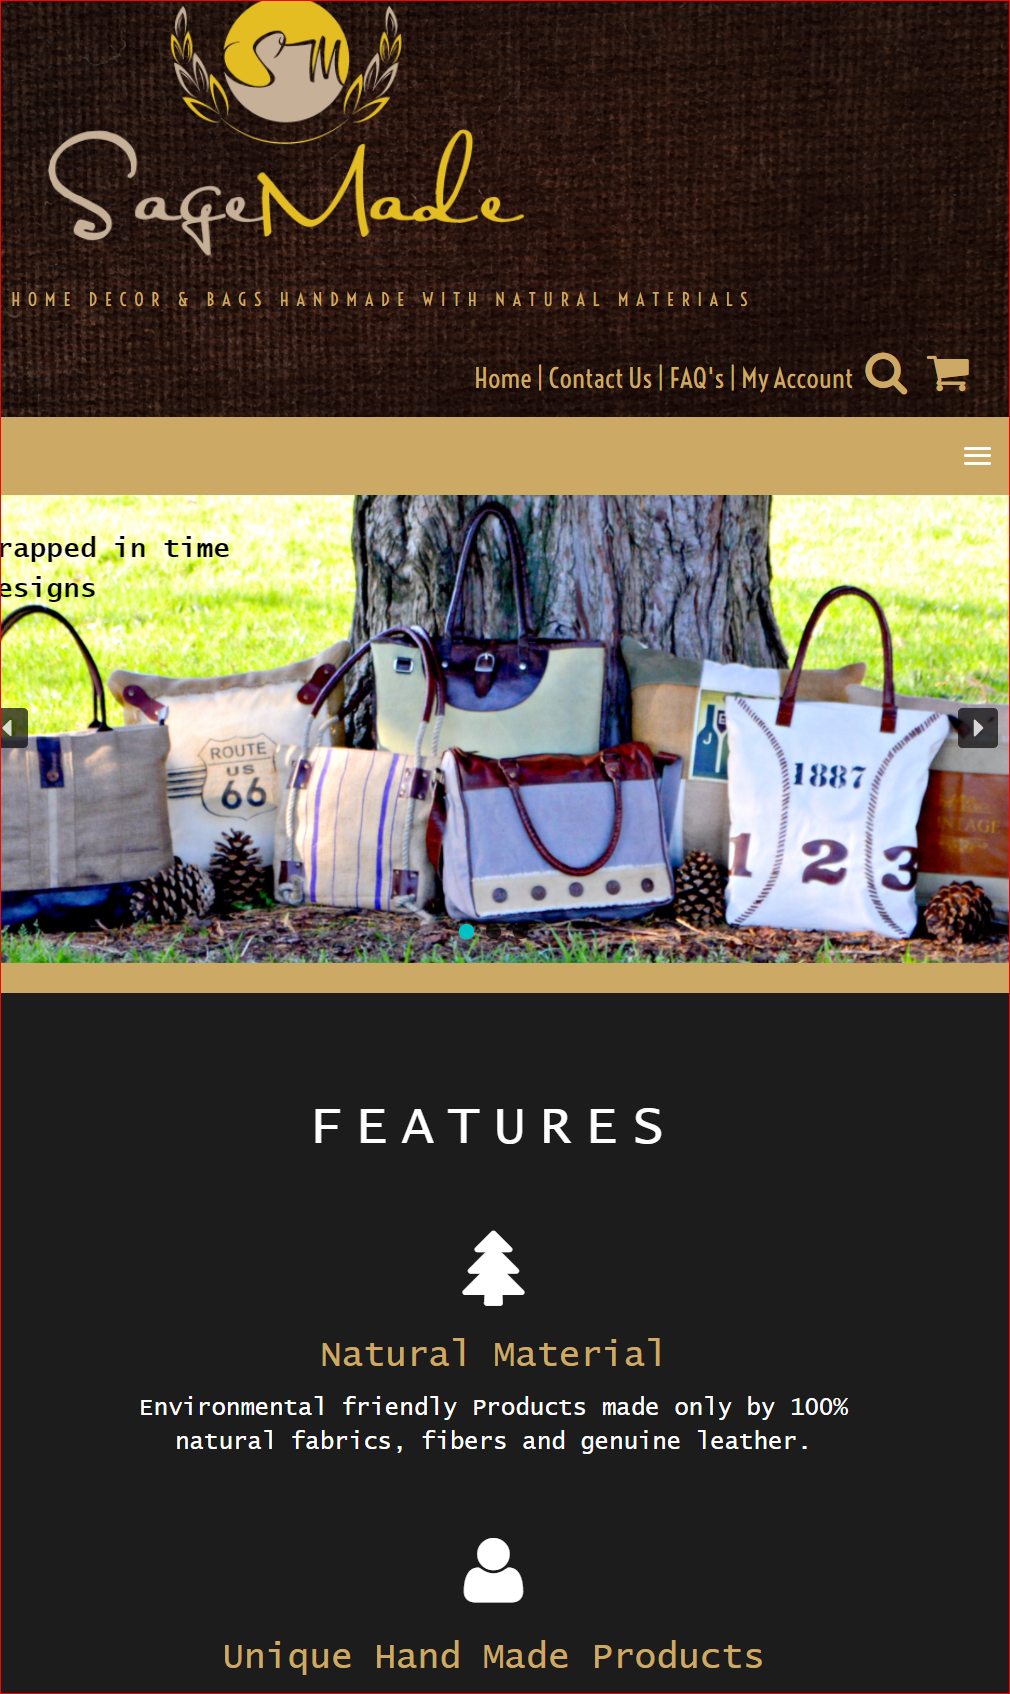 SM
SageMade
HOME DECOR & BAGS HANDMADE WITH NATURAL MATERIALS
Home | Contact Us | FAQ's | My Account
rapped in time
esigns
ROUTE
US
66
1887
1 2 3
FEATURES
Natural Material
Environmental friendly Products made only by 100%
natural fabrics, fibers and genuine leather.
Unique Hand Made Products